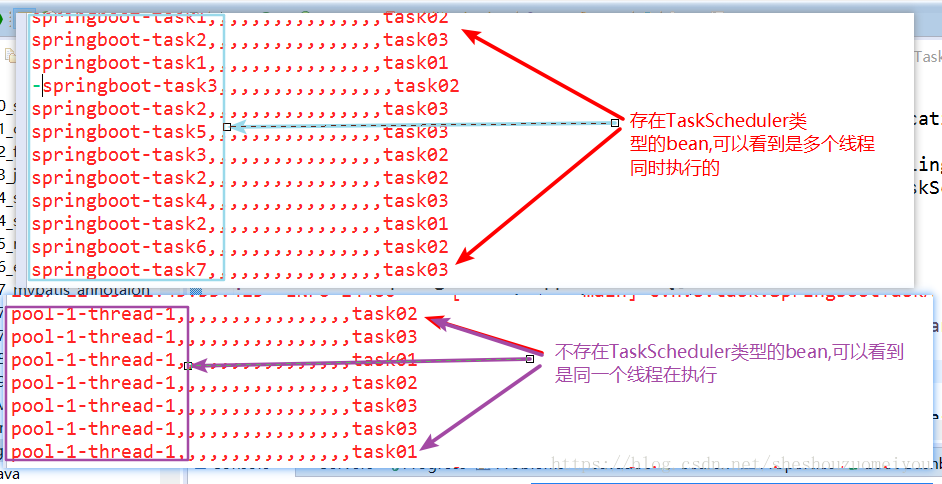 springboot-task1,,,,,,,,,,,,,,,task02
springboot-task2,,,,,,,,,,,,,,,task03
springboot-task1,,,,,,,,,,,,,,,task01
-springboot-task3,,,,,,,,,,,,,,,task02
springboot-task2,,,,,,,,,,,,,,,task03
springboot-task5,,,,,,,,,,,,,,,task03
springboot-task3,,,,,,,,,,,,,,,task02
springboot-task2,,,,,,,,,,,,,,,task02
springboot-task4,,,,,,,,,,,,,,,task03
springboot-task2,,,,,,,,,,,,,,,task01
springboot-task6,,,,,,,,,,,,,,,task02
springboot-task7,,,,,,,,,,,,,,,task03
存在TaskScheduler类
型的bean,可以看到是多个线程
同时执行的
pool-1-thread-1,,,,,,,,,,,,,,,task02
pool-1-thread-1,,,,,,,,,,,,,,,task03
pool-1-thread-1,,,,,,,,,,,,,,,task01
pool-1-thread-1,,,,,,,,,,,,,,,task02
pool-1-thread-1,,,,,,,,,,,,,,,task03
pool-1-thread-1,,,,,,,,,,,,,,,task03
pool-1-thread-1,,,,,,,,,,,,,,,task01
不存在TaskScheduler类型的bean,可以看到
是同一个线程在执行
https://blog.csdn.net/sheshouzuomeiyou